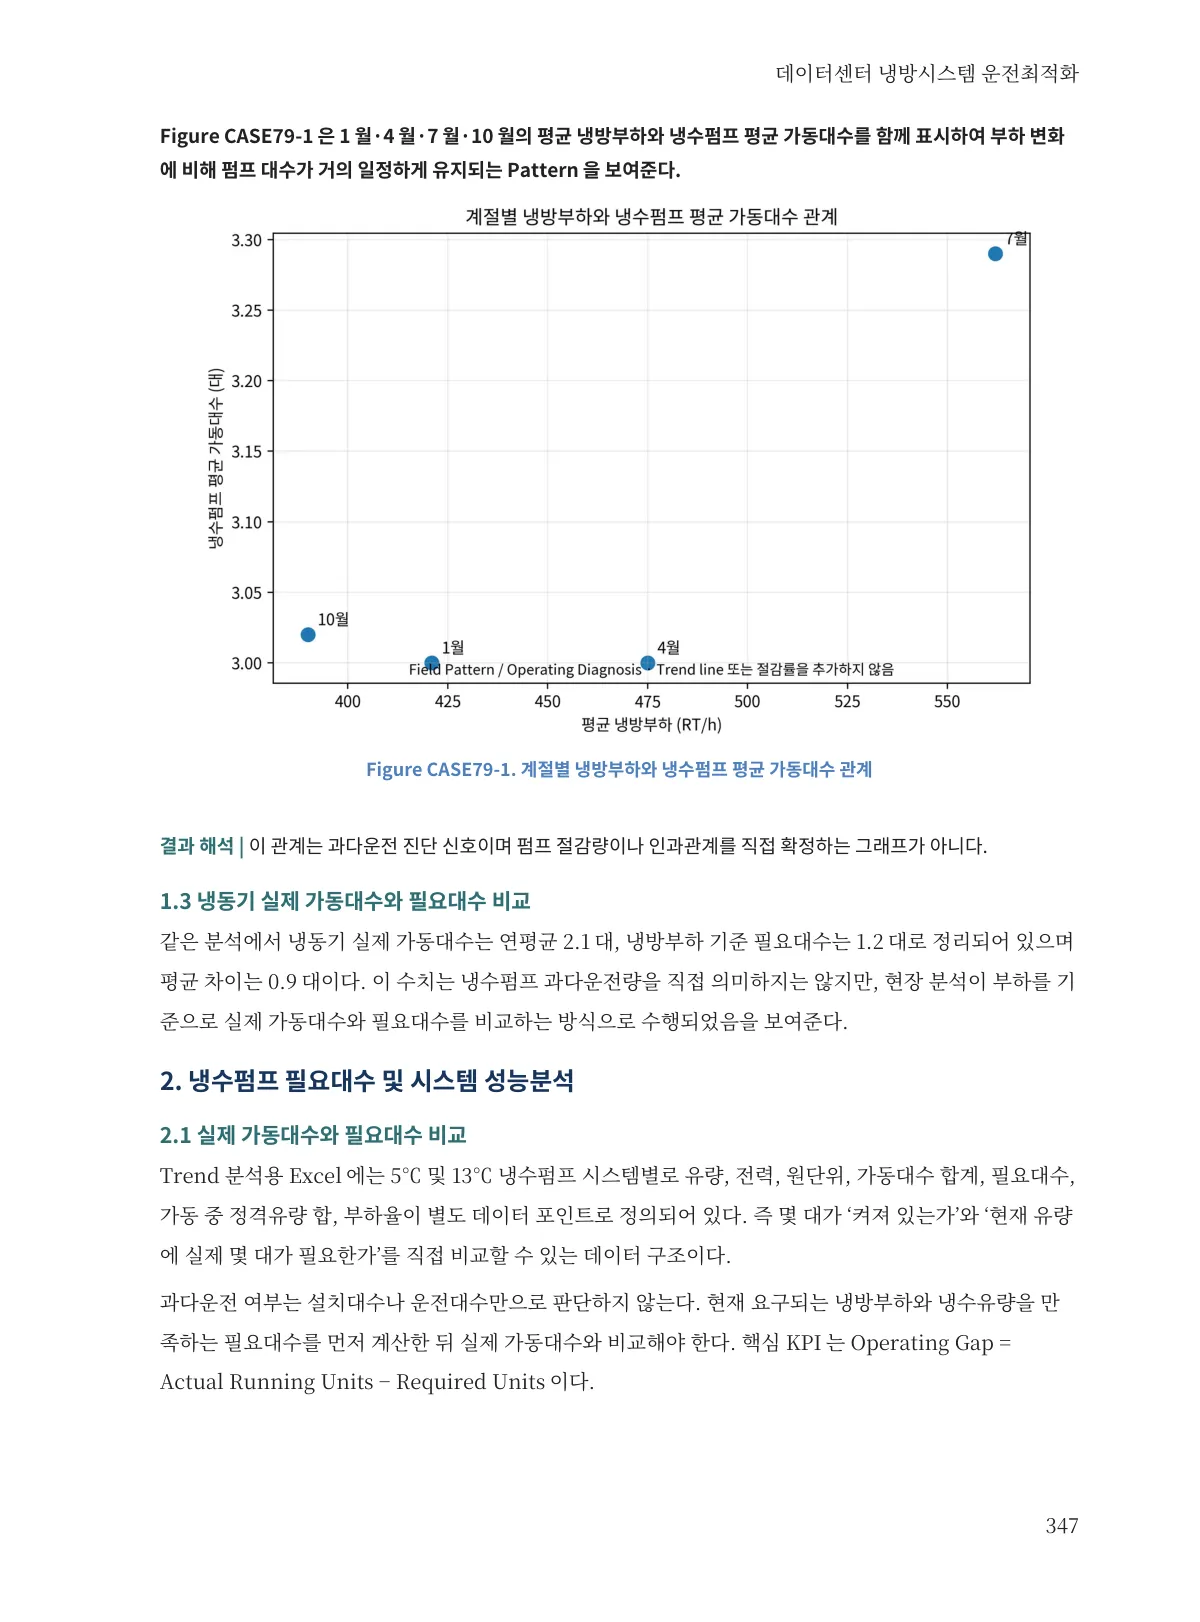 데이터센터 냉방시스템 운전최적화
Figure CASE79-1 은 1 월·4 월·7 월·10 월의 평균 냉방부하와 냉수펌프 평균 가동대수를 함께 표시하여 부하 변화
에 비해 펌프 대수가 거의 일정하게 유지되는 Pattern 을 보여준다.
계절별 냉방부하와 냉수펌프 평균 가동대수 관계
3.30
3.25
3.20
3.15
3.10
3.05
3.00
냉수펌프 평균 가동대수 (대)
7월
10월
1월
4월
Field Pattern / Operating Diagnosis · Trend line 또는 절감률을 추가하지 않음
400 425 450 475 500 525 550
평균 냉방부하 (RT/h)
Figure CASE79-1. 계절별 냉방부하와 냉수펌프 평균 가동대수 관계
결과 해석 | 이 관계는 과다운전 진단 신호이며 펌프 절감량이나 인과관계를 직접 확정하는 그래프가 아니다.
1.3 냉동기 실제 가동대수와 필요대수 비교
같은 분석에서 냉동기 실제 가동대수는 연평균 2.1 대, 냉방부하 기준 필요대수는 1.2 대로 정리되어 있으며
평균 차이는 0.9 대이다. 이 수치는 냉수펌프 과다운전량을 직접 의미하지는 않지만, 현장 분석이 부하를 기
준으로 실제 가동대수와 필요대수를 비교하는 방식으로 수행되었음을 보여준다.
2. 냉수펌프 필요대수 및 시스템 성능분석
2.1 실제 가동대수와 필요대수 비교
Trend 분석용 Excel 에는 5℃ 및 13℃ 냉수펌프 시스템별로 유량, 전력, 원단위, 가동대수 합계, 필요대수,
가동 중 정격유량 합, 부하율이 별도 데이터 포인트로 정의되어 있다. 즉 몇 대가 ‘켜져 있는가’와 ‘현재 유량
에 실제 몇 대가 필요한가’를 직접 비교할 수 있는 데이터 구조이다.
과다운전 여부는 설치대수나 운전대수만으로 판단하지 않는다. 현재 요구되는 냉방부하와 냉수유량을 만
족하는 필요대수를 먼저 계산한 뒤 실제 가동대수와 비교해야 한다. 핵심 KPI 는 Operating Gap =
Actual Running Units − Required Units 이다.
347